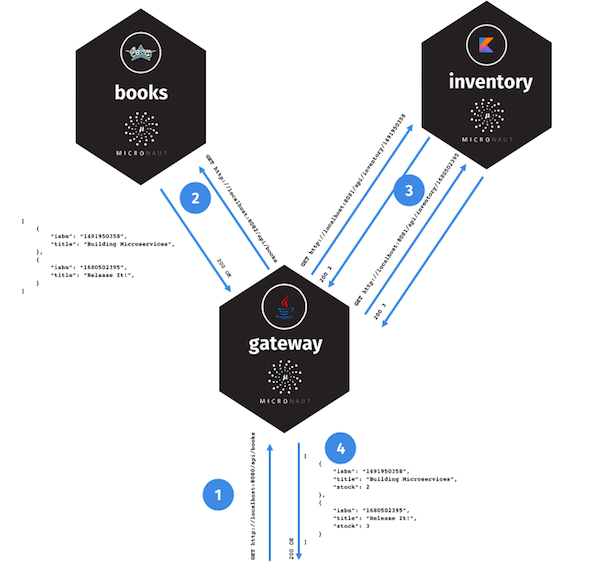 books
μ
MICRONAUT
inventory
μ
MICRONAUT
2
GET http://localhost:8082/api/books
200 OK
[
{
"isbn": "1491950358",
"title": "Building Microservices",
},
{
"isbn": "1680502395",
"title": "Release It!",
}
]
3
GET http://localhost:8081/api/inventory/1491950358
200 2
GET http://localhost:8081/api/inventory/1680502395
200 3
gateway
μ
MICRONAUT
1
GET http://localhost:8080/api/books
200 OK
4
[
{
"isbn": "1491950358",
"title": "Building Microservices",
"stock": 2
},
{
"isbn": "1680502395",
"title": "Release It!",
"stock": 3
}
]